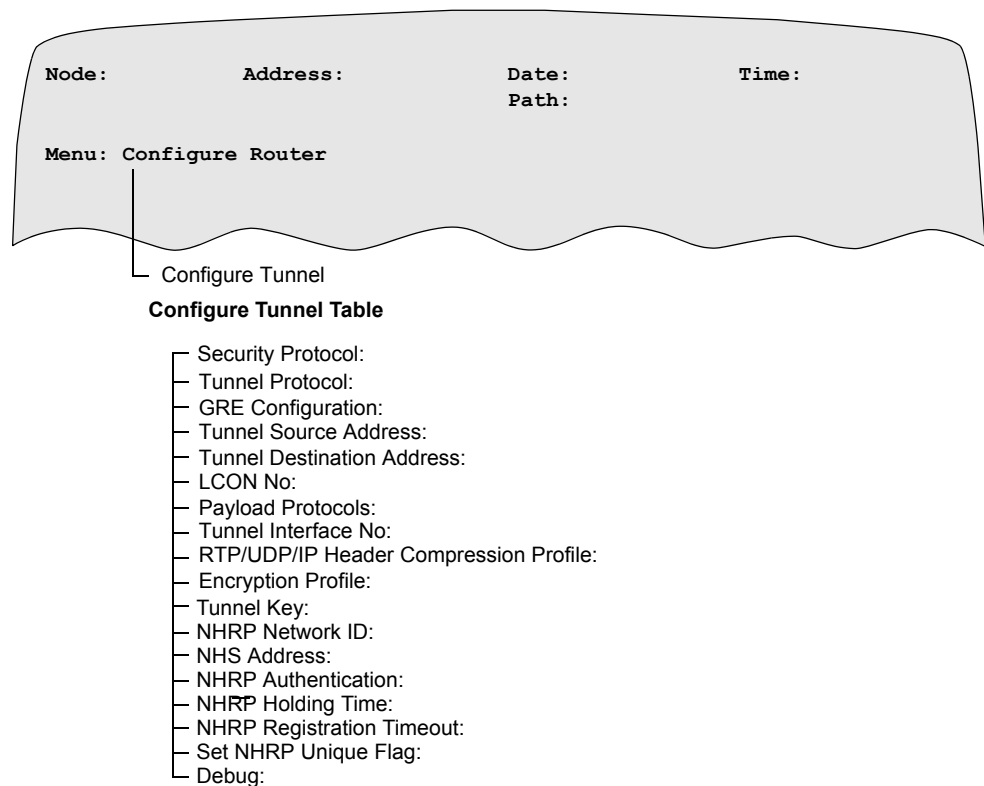 Node: Address: Date: Time:
Path:
Menu: Configure Router
Configure Tunnel
Configure Tunnel Table
Security Protocol:
Tunnel Protocol:
GRE Configuration:
Tunnel Source Address:
Tunnel Destination Address:
LCON No:
Payload Protocols:
Tunnel Interface No:
RTP/UDP/IP Header Compression Profile:
Encryption Profile:
Tunnel Key:
NHRP Network ID:
NHS Address:
NHRP Authentication:
NHRP Holding Time:
NHRP Registration Timeout:
Set NHRP Unique Flag:
Debug: